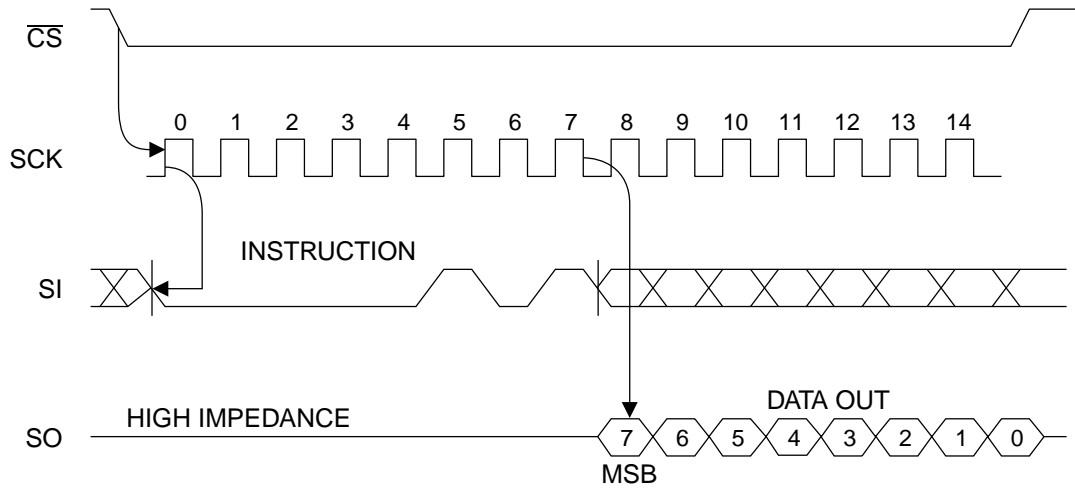 CS
0 1 2 3 4 5 6 7 8 9 10 11 12 13 14
SCK
INSTRUCTION
SI
HIGH IMPEDANCE
DATA OUT
SO
7 6 5 4 3 2 1 0
MSB